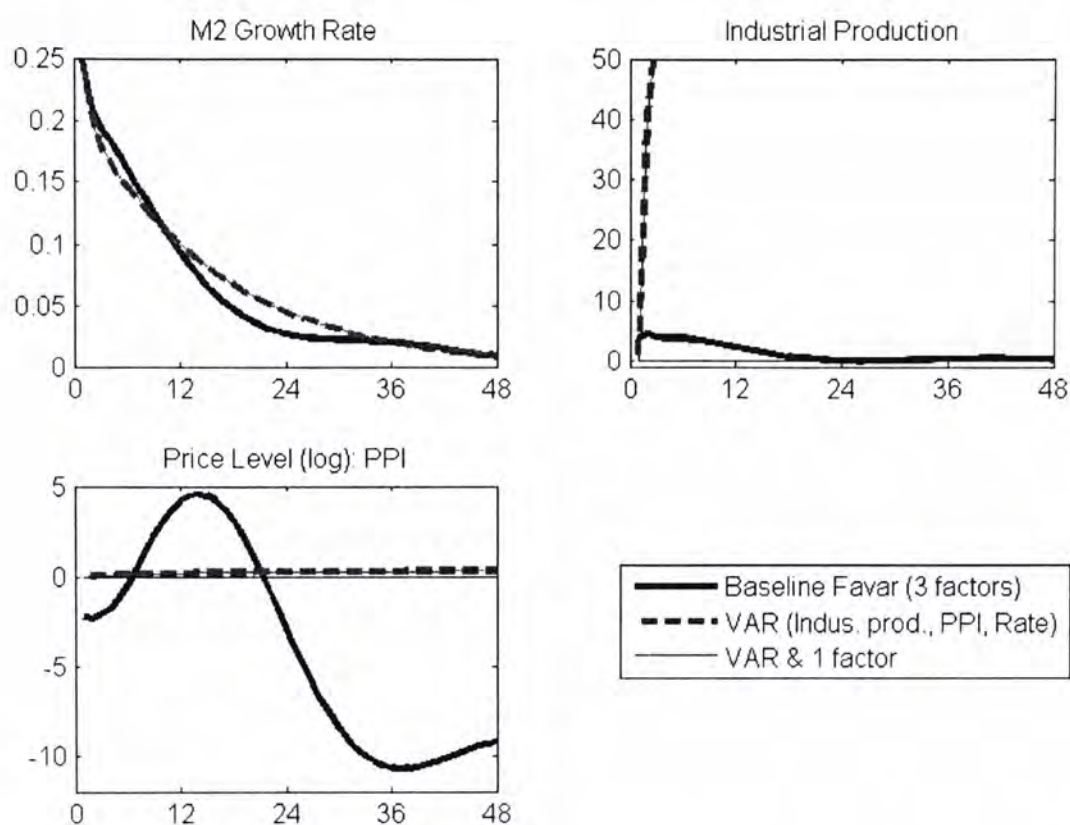 M2 Growth Rate
0.25
0.2
0.15
0.1
0.05
0
0 12 24 36 48
Industrial Production
50
40
30
20
10
0
0 12 24 36 48
Price Level (log): PPI
5
0
-5
-10
0 12 24 36 48
Baseline Favar (3 factors)
VAR (Indus. prod., PPI, Rate)
VAR & 1 factor